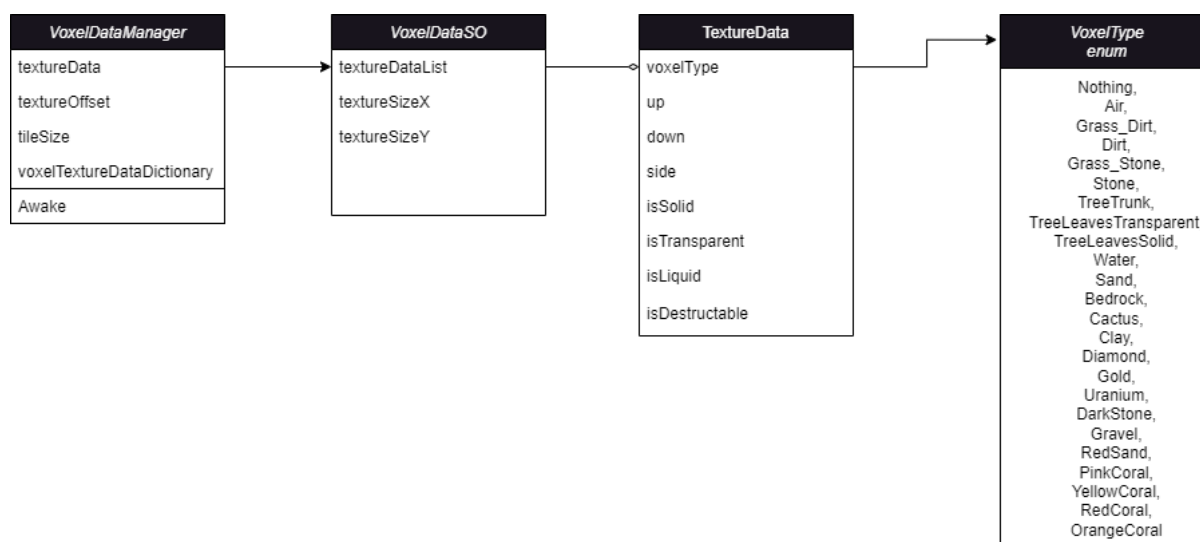 VoxelDataManager
textureData
textureOffset
tileSize
voxelTextureDataDictionary
Awake
VoxelDataSO
textureDataList
textureSizeX
textureSizeY
TextureData
voxelType
up
down
side
isSolid
isTransparent
isLiquid
isDestructable
VoxelType
enum
Nothing,
Air,
Grass_Dirt,
Dirt,
Grass_Stone,
Stone,
TreeTrunk,
TreeLeavesTransparent
TreeLeavesSolid,
Water,
Sand,
Bedrock,
Cactus,
Clay,
Diamond,
Gold,
Uranium,
DarkStone,
Gravel,
RedSand,
PinkCoral,
YellowCoral,
RedCoral,
OrangeCoral